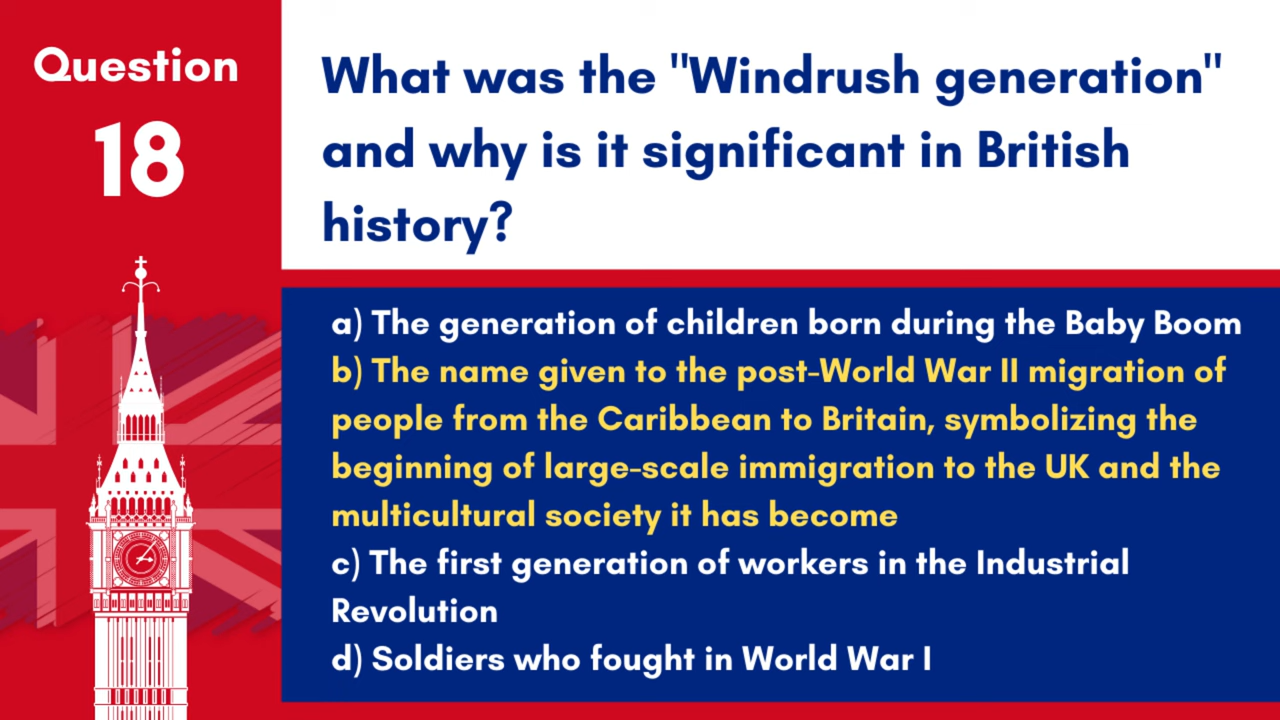 Question
18
What was the "Windrush generation"
and why is it significant in British
history?
a) The generation of children born during the Baby Boom
b) The name given to the post-World War II migration of
people from the Caribbean to Britain, symbolizing the
beginning of large-scale immigration to the UK and the
multicultural society it has become
c) The first generation of workers in the Industrial
Revolution
d) Soldiers who fought in World War I